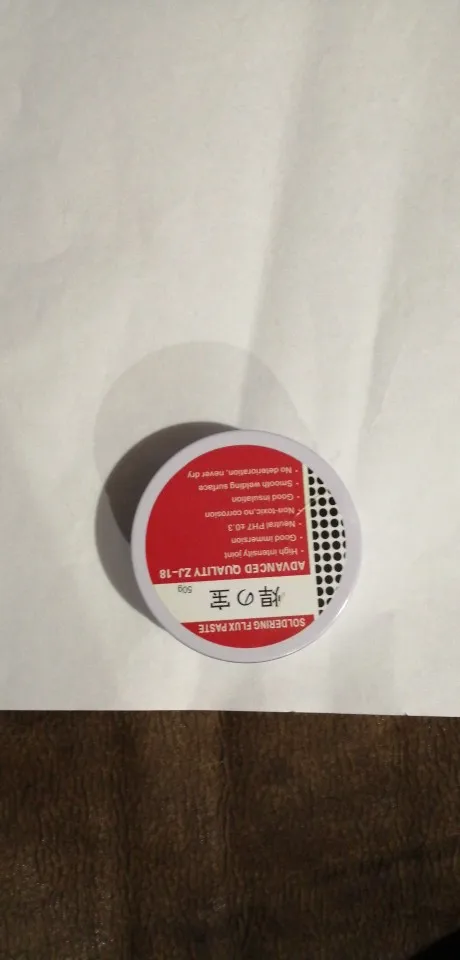 SOLDERING FLUX PASTE
焊の宝
50g
ADVANCED QUALITY ZJ-18
· High intensity joint
· Good immersion
· Neutral PH7 ±0.3
· Non-toxic,no corrosion
· Good insulation
· Smooth welding surface
· No deterioration, never dry